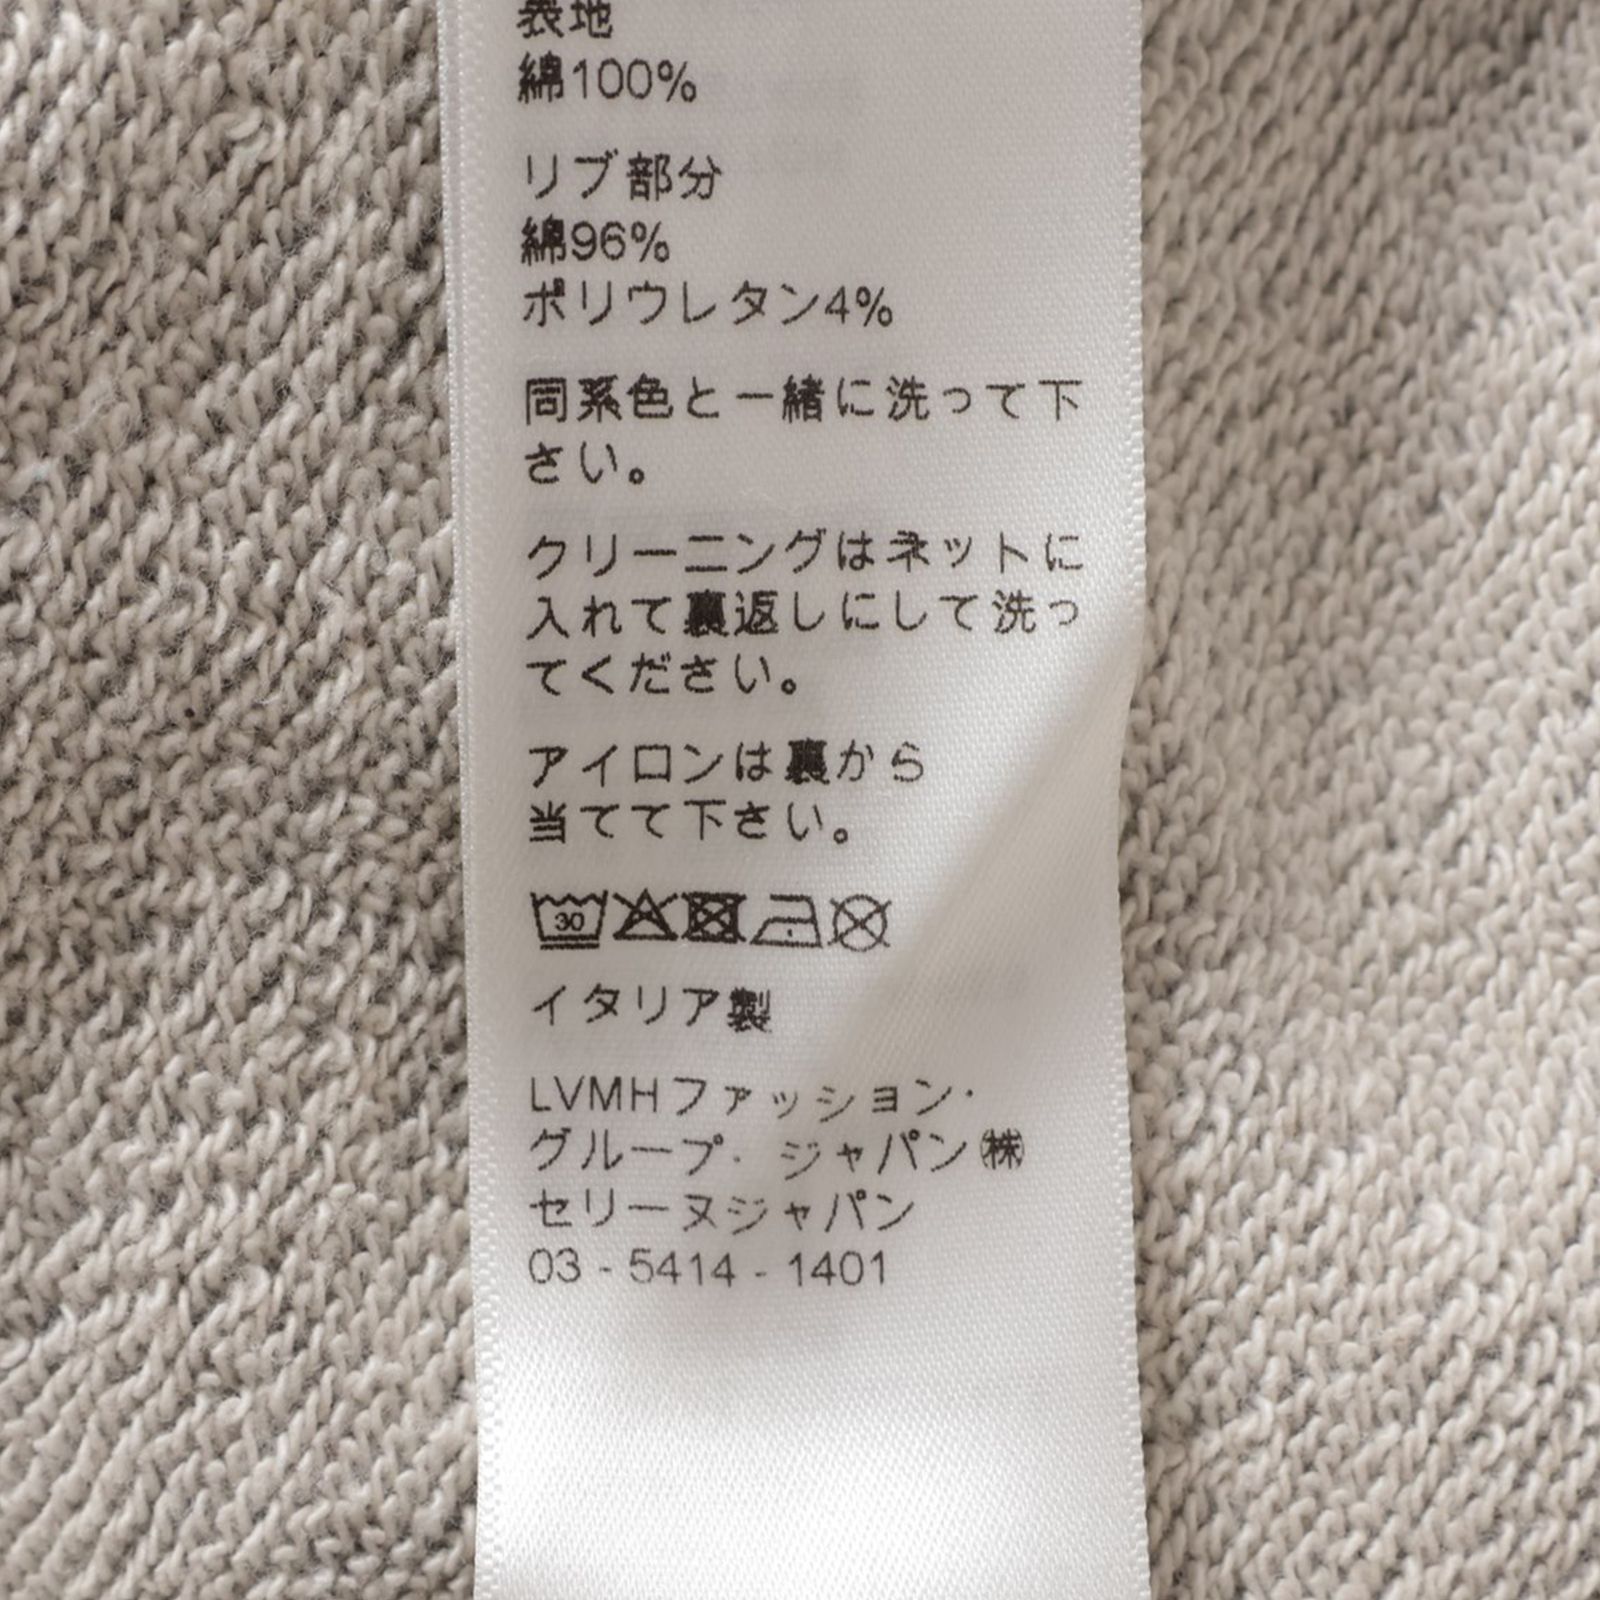 表地
綿100%
リブ部分
綿96%
ポリウレタン4%
同系色と一緒に洗って下
さい。
クリーニングはネットに
入れて裏返しにして洗っ
てください。
アイロンは裏から
当てて下さい。
30
イタリア製
LVMHファッション・
グループ・ジャパン㈱
セリーヌジャパン
03 - 5414 - 1401